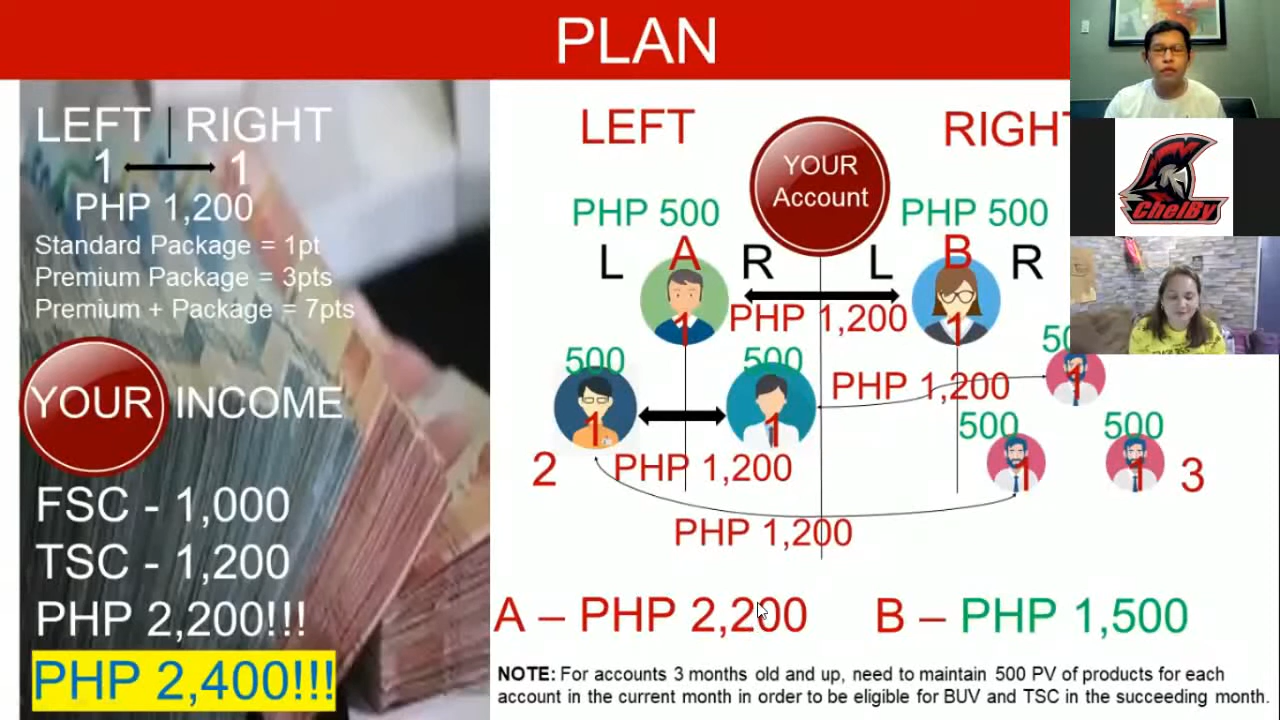 PLAN
LEFT RIGHT
1 1
PHP 1,200
Standard Package = 1pt
Premium Package = 3pts
Premium + Package = 7pts
YOUR INCOME
FSC - 1,000
TSC - 1,200
PHP 2,200!!!
PHP 2,400!!!
LEFT RIGHT
YOUR
Account
PHP 500 PHP 500
A B
L R L R
1 PHP 1,200 1
500 500 50
PHP 1,200 1
1 1
500 500
2 PHP 1,200 1 1 3
PHP 1,200
A – PHP 2,200 B – PHP 1,500
NOTE: For accounts 3 months old and up, need to maintain 500 PV of products for each
account in the current month in order to be eligible for BUV and TSC in the succeeding month.
ChelBy